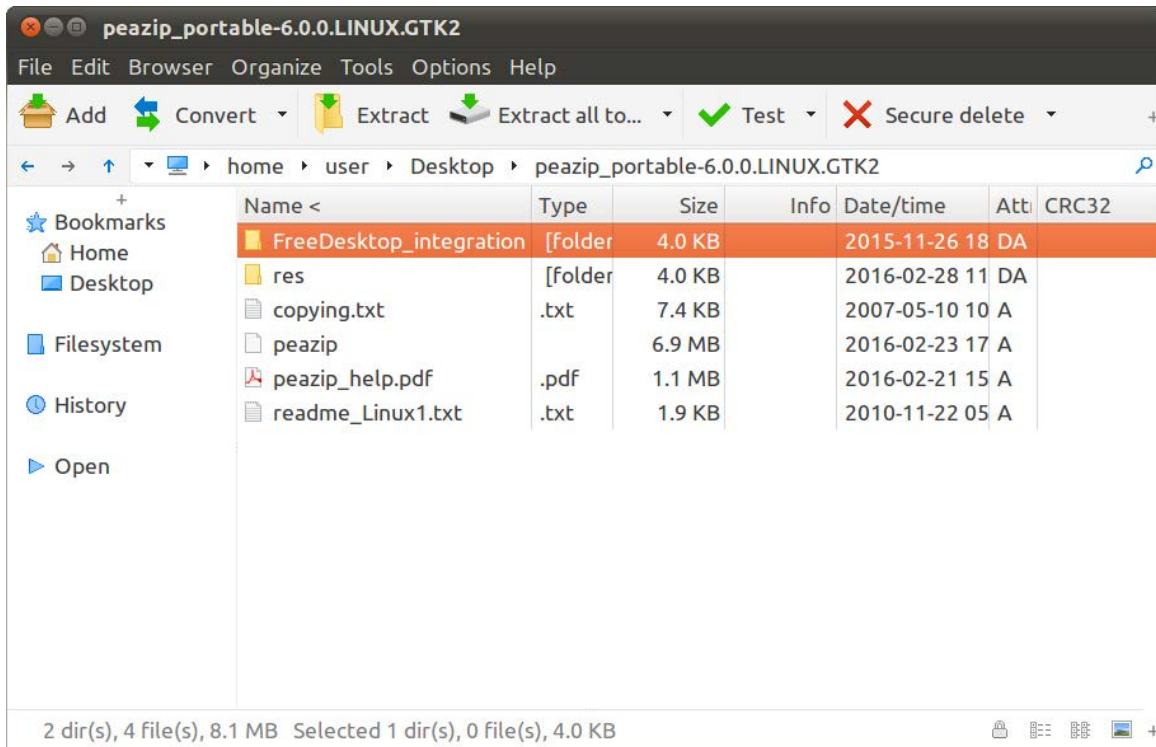 peazip_portable-6.0.0.LINUX.GTK2
File Edit Browser Organize Tools Options Help
Add Convert Extract Extract all to... Test Secure delete +
home user Desktop peazip_portable-6.0.0.LINUX.GTK2
+
Bookmarks
Home
Desktop
Filesystem
History
Open
Name < Type Size Info Date/time Att CRC32
FreeDesktop_integration [folder 4.0 KB 2015-11-26 18 DA
res [folder 4.0 KB 2016-02-28 11 DA
copying.txt .txt 7.4 KB 2007-05-10 10 A
peazip 6.9 MB 2016-02-23 17 A
peazip_help.pdf .pdf 1.1 MB 2016-02-21 15 A
readme_Linux1.txt .txt 1.9 KB 2010-11-22 05 A
2 dir(s), 4 file(s), 8.1 MB Selected 1 dir(s), 0 file(s), 4.0 KB +